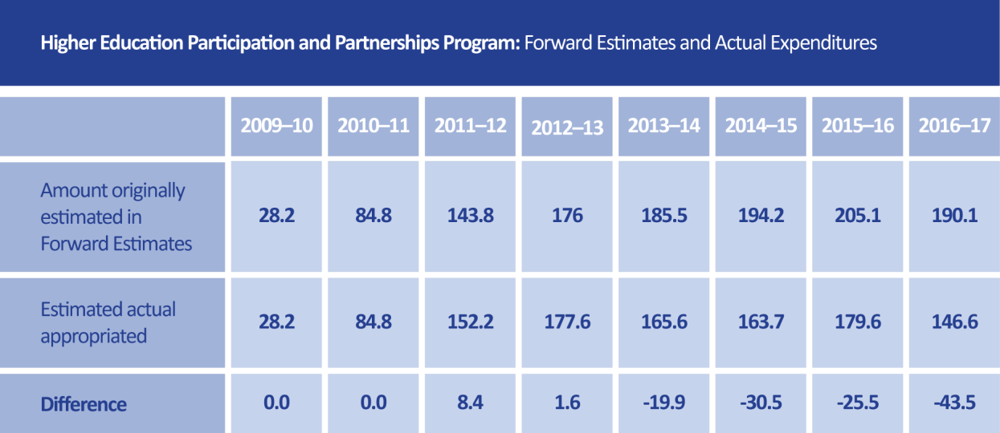 Higher Education Participation and Partnerships Program: Forward Estimates and Actual Expenditures
2009–10 2010–11 2011–12 2012–13 2013–14 2014–15 2015–16 2016–17
Amount originally
estimated in
Forward Estimates
28.2 84.8 143.8 176 185.5 194.2 205.1 190.1
Estimated actual
appropriated
28.2 84.8 152.2 177.6 165.6 163.7 179.6 146.6
Difference 0.0 0.0 8.4 1.6 -19.9 -30.5 -25.5 -43.5